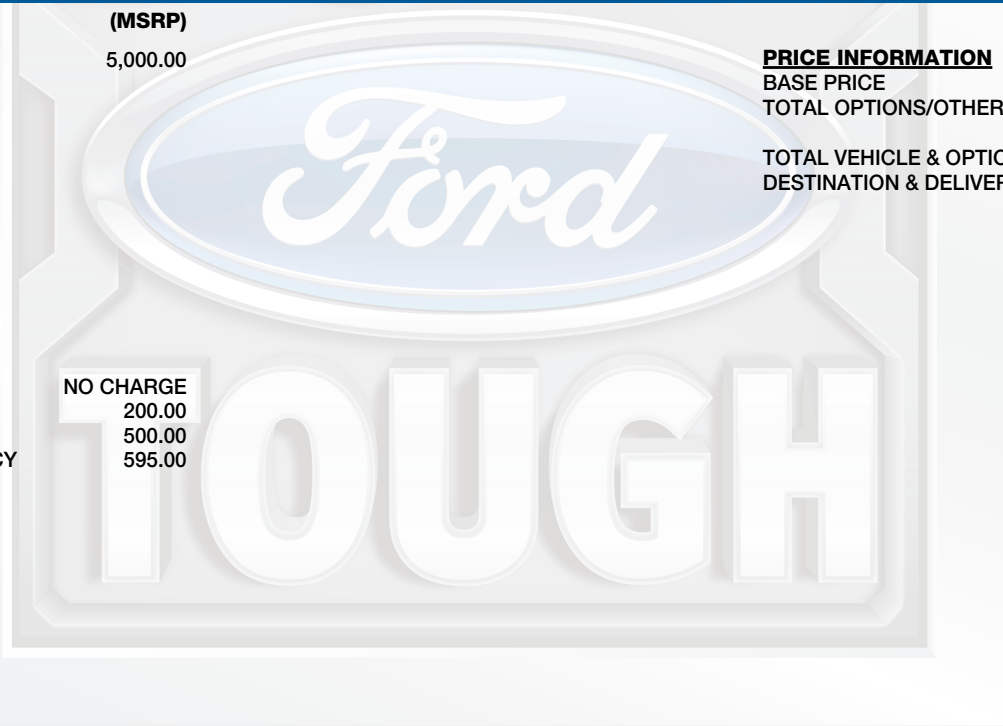 (MSRP)
5,000.00
PRICE INFORMATION
BASE PRICE
TOTAL OPTIONS/OTHER
TOTAL VEHICLE & OPTIO
DESTINATION & DELIVER
Ford
NO CHARGE
200.00
500.00
CY 595.00
TOUGH